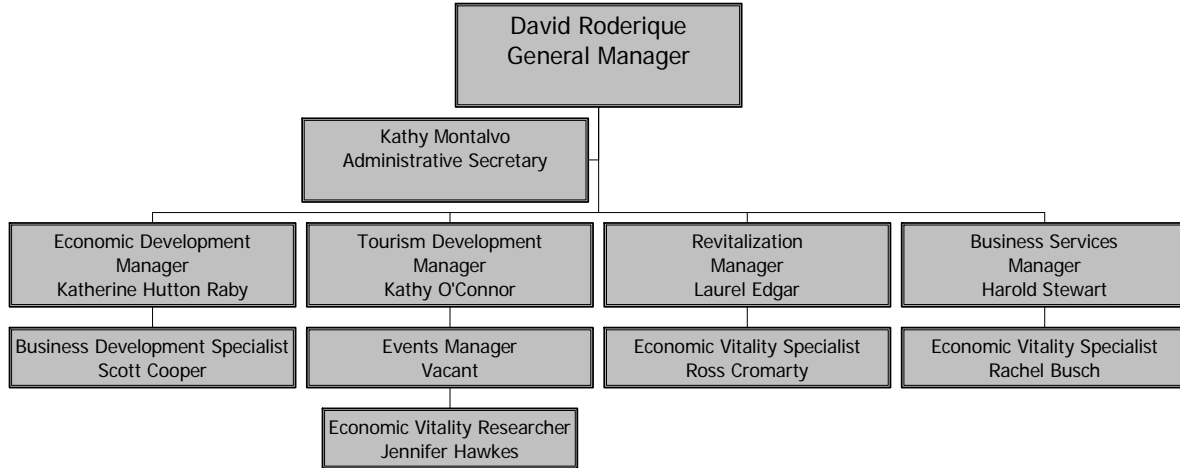 David Roderique
General Manager
Kathy Montalvo
Administrative Secretary
Economic Development
Manager
Katherine Hutton Raby
Tourism Development
Manager
Kathy O'Connor
Revitalization
Manager
Laurel Edgar
Business Services
Manager
Harold Stewart
Business Development Specialist
Scott Cooper
Events Manager
Vacant
Economic Vitality Specialist
Ross Cromarty
Economic Vitality Specialist
Rachel Busch
Economic Vitality Researcher
Jennifer Hawkes